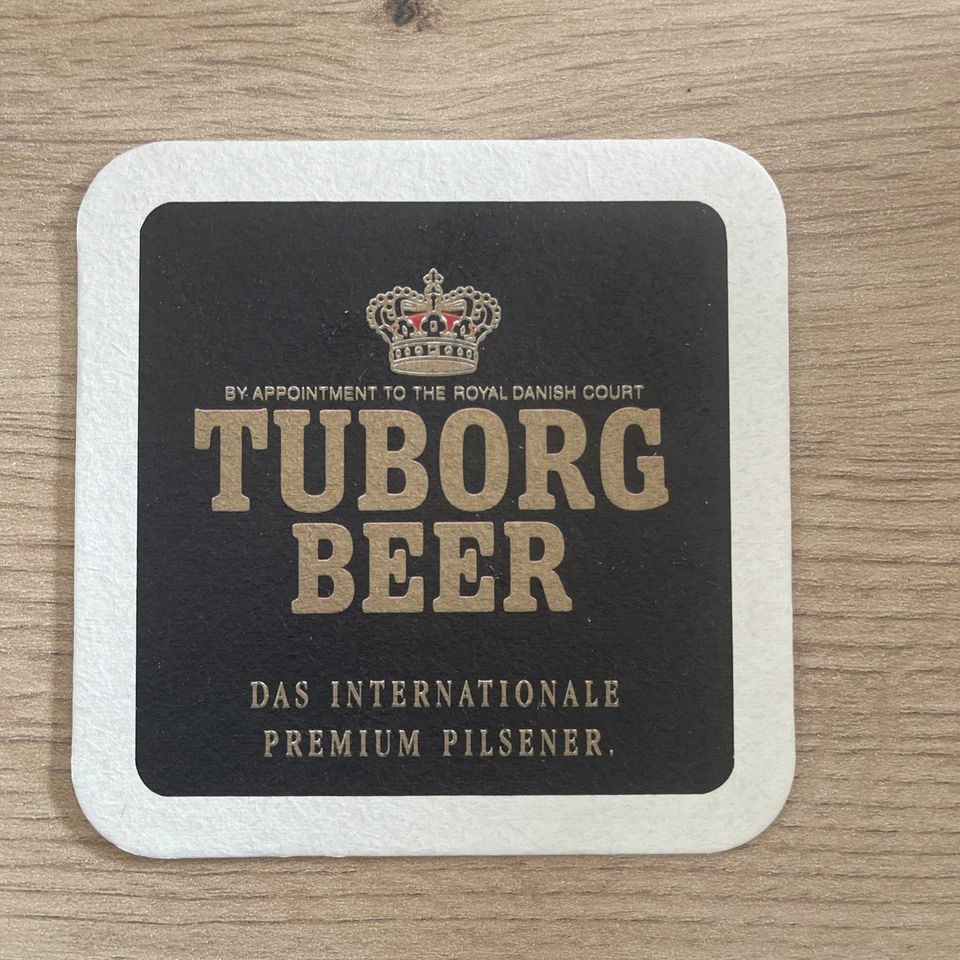 BY APPOINTMENT TO THE ROYAL DANISH COURT
TUBORG
BEER
DAS INTERNATIONALE
PREMIUM PILSENER.